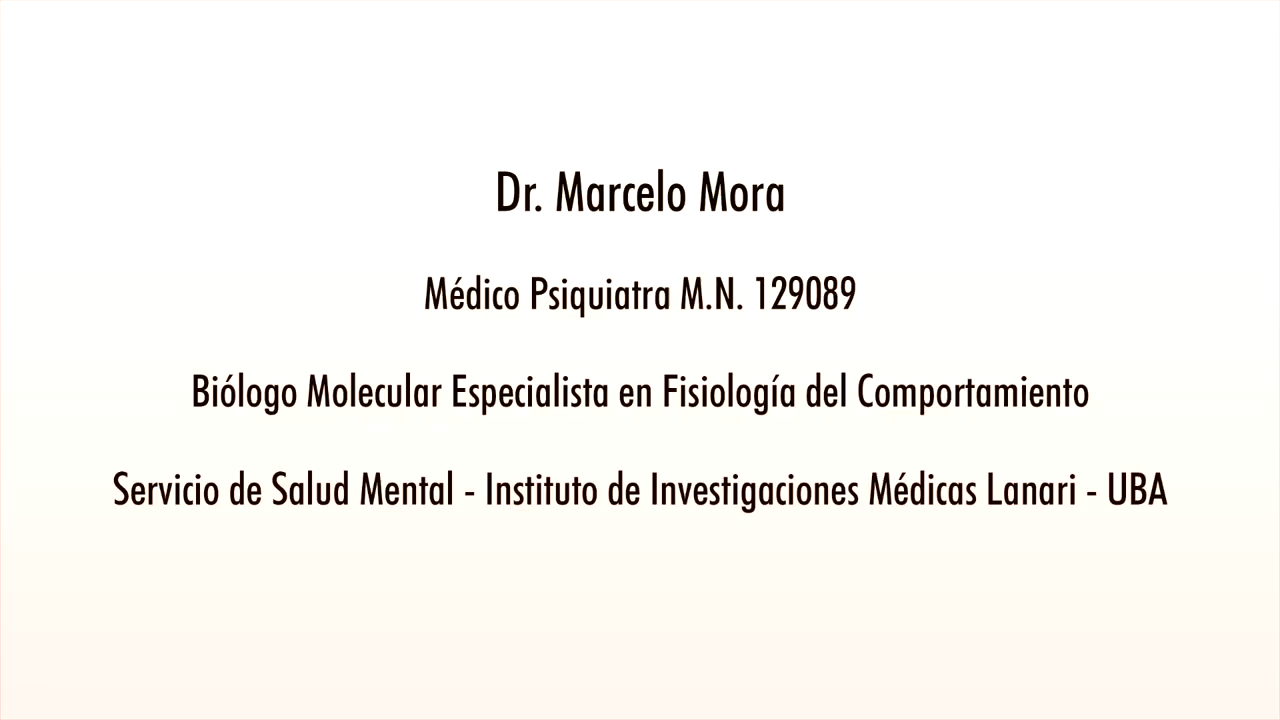 Dr. Marcelo Mora
Médico Psiquiatra M.N. 129089
Biólogo Molecular Especialista en Fisiología del Comportamiento
Servicio de Salud Mental - Instituto de Investigaciones Médicas Lanari - UBA